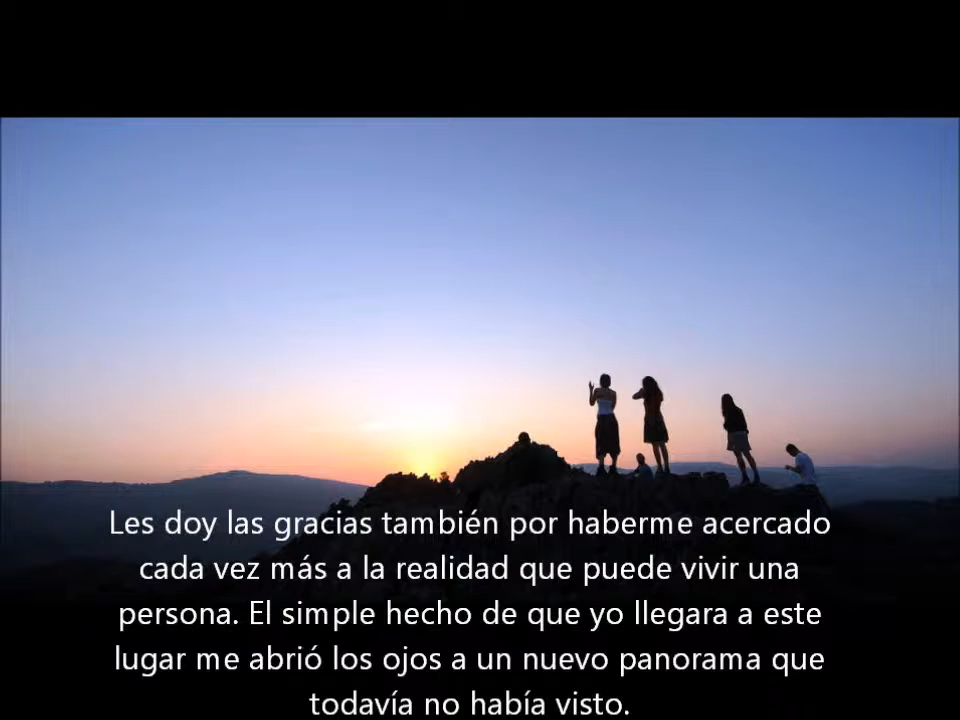 Les doy las gracias también por haberme acercado
cada vez más a la realidad que puede vivir una
persona. El simple hecho de que yo llegara a este
lugar me abrió los ojos a un nuevo panorama que
todavía no había visto.